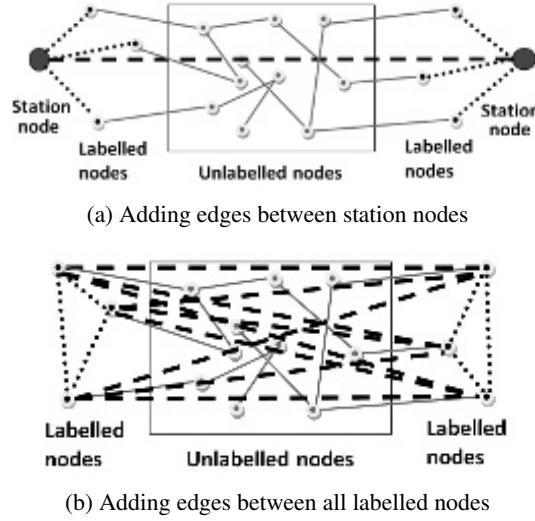 Station
node
Labelled
nodes
Unlabelled nodes
Labelled
nodes
Station
node
(a) Adding edges between station nodes
Labelled
nodes
Unlabelled nodes
Labelled
nodes
(b) Adding edges between all labelled nodes